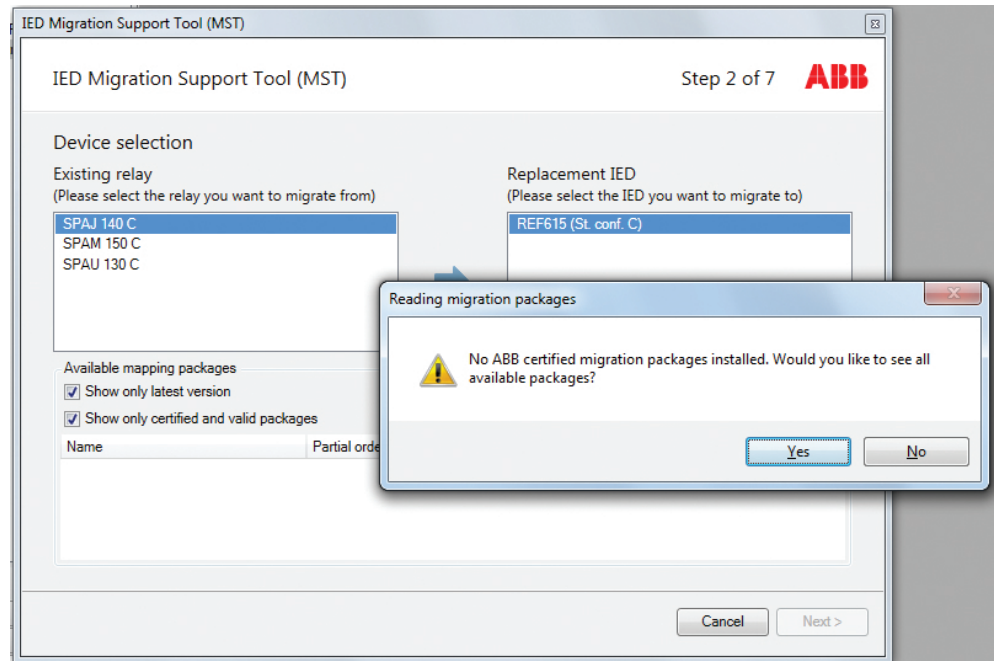 IED Migration Support Tool (MST)
IED Migration Support Tool (MST)
Step 2 of 7
ABB
Device selection
Existing relay
(Please select the relay you want to migrate from)
SPAJ 140 C
SPAM 150 C
SPAU 130 C
Replacement IED
(Please select the IED you want to migrate to)
REF615 (St. conf. C)
Reading migration packages
No ABB certified migration packages installed. Would you like to see all
available packages?
Yes
No
Available mapping packages
Show only latest version
Show only certified and valid packages
Name
Partial orde
Cancel
Next >